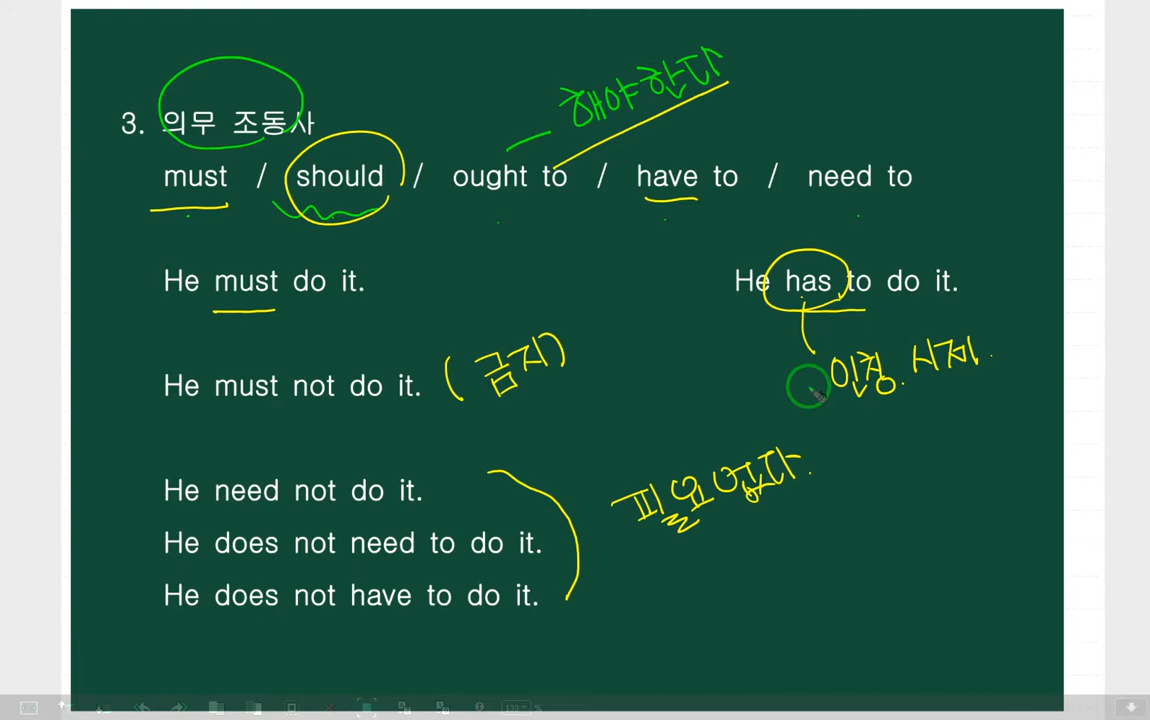 해야한다
3. 의무 조동사
must / should / ought to / have to / need to
He must do it. He has to do it.
인칭. 시제.
He must not do it. (금지)
He need not do it.
필요없다.
He does not need to do it.
He does not have to do it.
133 %